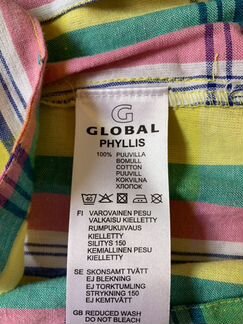 G
GLOBAL
PHYLLIS
100% PUUVILLA
BOMULL
COTTON
PUUVILL
KOKVILNA
ХЛОПОК
40
FI VAROVAINEN PESU
VALKAISU KIELLETTY
RUMPUKUIVAUS
KIELLETTY
SILITYS 150
KEMIALLINEN PESU
KIELLETTY
SE SKONSAMT TVÄTT
EJ BLEKNING
EJ TORKTUMLING
STRYKNING 150
EJ KEMTVÄTT
GB REDUCED WASH
DO NOT BLEACH